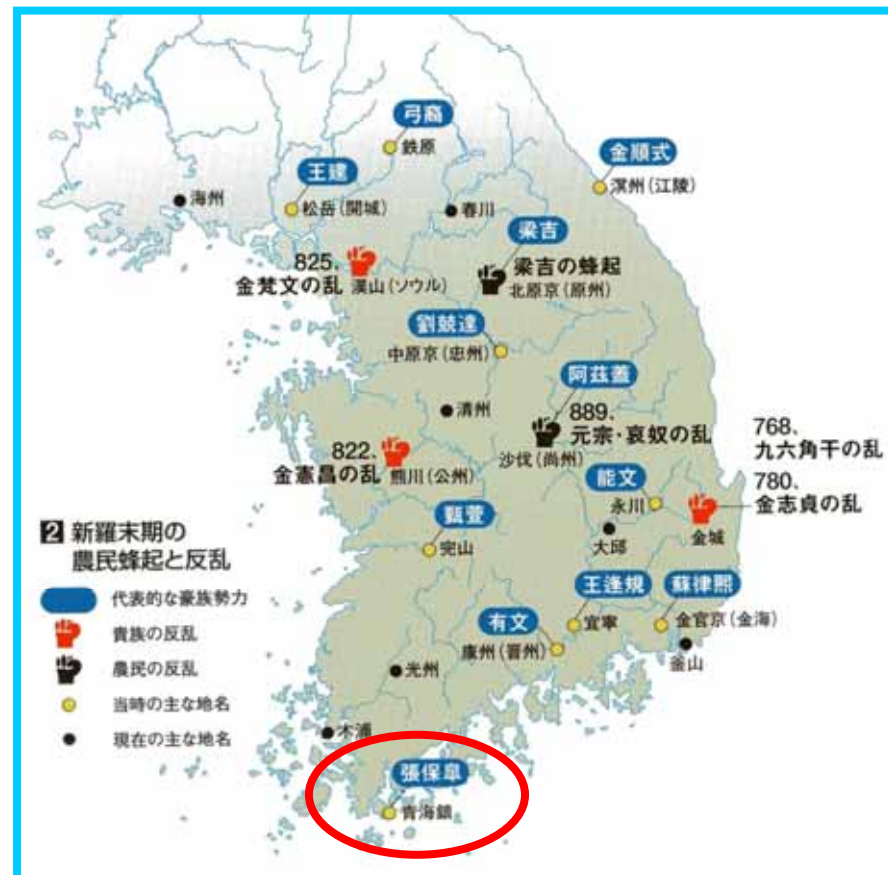 弓裔
鉄原
金順式
溟州(江陵)
王建
海州
松岳(開城)
春川
梁吉
梁吉の蜂起
北原京(原州)
825、
金梵文の乱
漢山(ソウル)
劉兢達
中原京(忠州)
阿茲蓋
清州
889、
元宗・哀奴の乱
沙伐(尚州)
768、
九六角干の乱
780、
金志貞の乱
822、
金憲昌の乱
熊川(公州)
能文
永川
金城
大邱
甄萱
完山
2 新羅末期の
農民蜂起と反乱
代表的な豪族勢力
貴族の反乱
農民の反乱
当時の主な地名
現在の主な地名
王逢規
宜寧
蘇律熙
金官京(金海)
釜山
有文
康州(晋州)
光州
木浦
張保皐
青海鎮